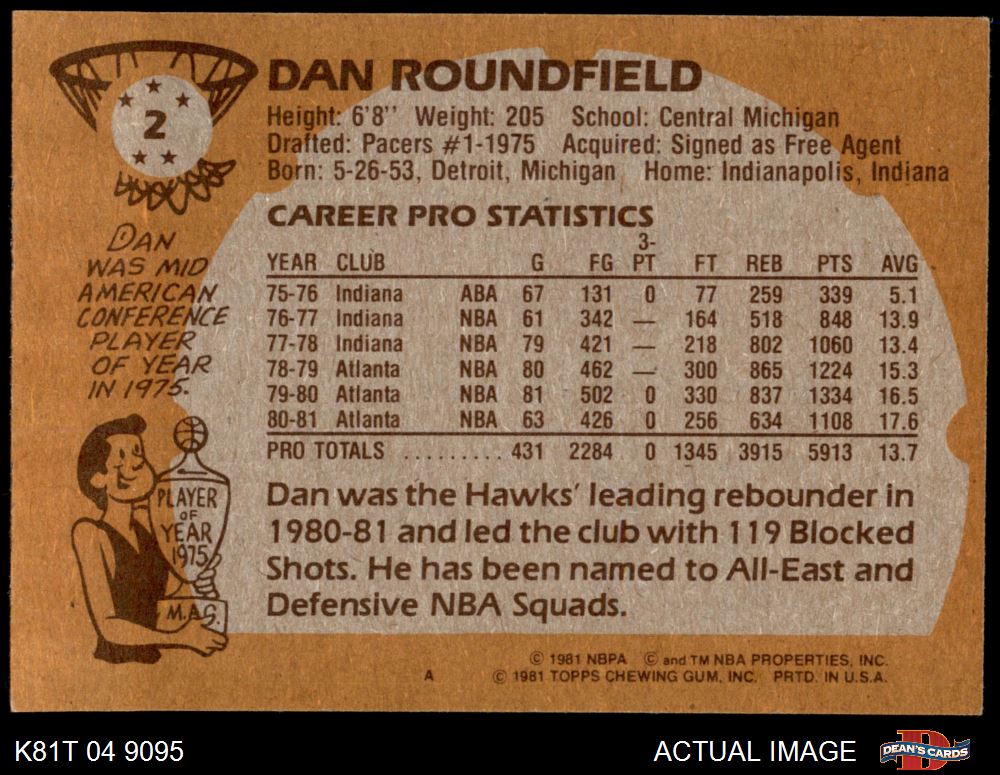 2
DAN ROUNDFIELD
Height: 6'8'' Weight: 205 School: Central Michigan
Drafted: Pacers #1-1975 Acquired: Signed as Free Agent
Born: 5-26-53, Detroit, Michigan Home: Indianapolis, Indiana
CAREER PRO STATISTICS
YEAR CLUB G FG 3-PT FT REB PTS AVG
75-76 Indiana ABA 67 131 0 77 259 339 5.1
76-77 Indiana NBA 61 342 — 164 518 848 13.9
77-78 Indiana NBA 79 421 — 218 802 1060 13.4
78-79 Atlanta NBA 80 462 — 300 865 1224 15.3
79-80 Atlanta NBA 81 502 0 330 837 1334 16.5
80-81 Atlanta NBA 63 426 0 256 634 1108 17.6
PRO TOTALS ......... 431 2284 0 1345 3915 5913 13.7
Dan was the Hawks' leading rebounder in
1980-81 and led the club with 119 Blocked
Shots. He has been named to All-East and
Defensive NBA Squads.
DAN
WAS MID
AMERICAN
CONFERENCE
PLAYER
OF YEAR
IN 1975.
PLAYER
OF
YEAR
1975
M.A.C.
© 1981 NBPA © and TM NBA PROPERTIES, INC.
A © 1981 TOPPS CHEWING GUM, INC. PRTD. IN U.S.A.
K81T 04 9095
ACTUAL IMAGE
D
DEAN'S CARDS